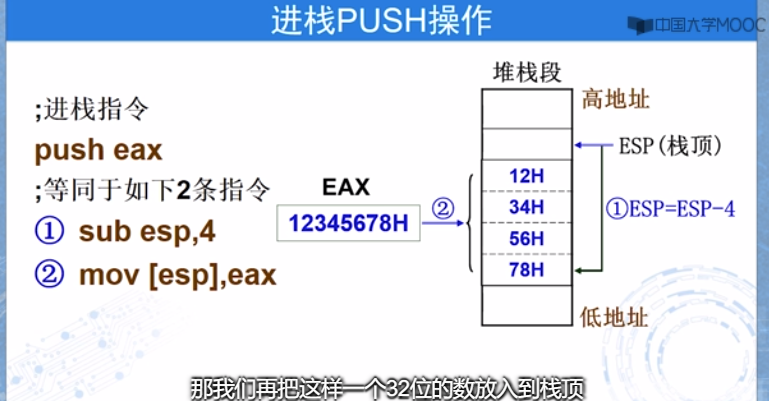 进栈PUSH操作
中国大学MOOC
;进栈指令
push eax
;等同于如下2条指令
① sub esp,4
② mov [esp],eax
EAX
12345678H
②
堆栈段
高地址
ESP(栈顶)
12H
34H
56H
78H
①ESP=ESP-4
低地址
那我们再把这样一个32位的数放入到栈顶